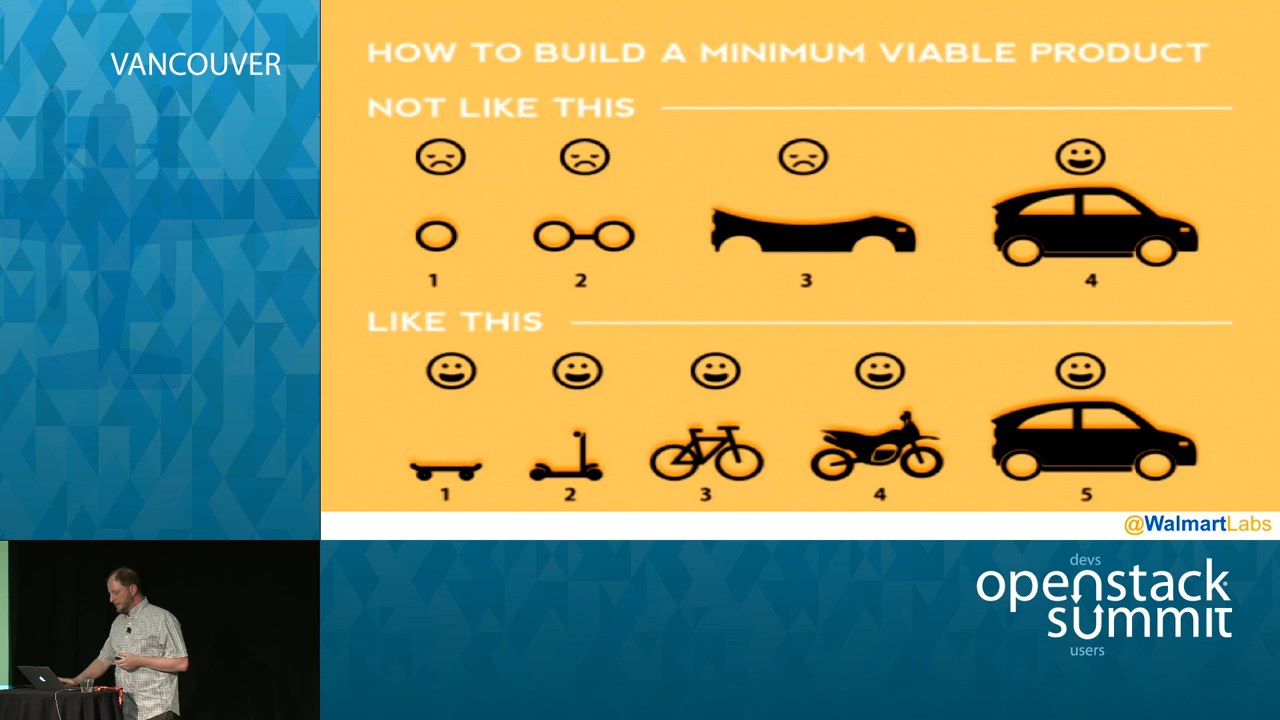 VANCOUVER
HOW TO BUILD A MINIMUM VIABLE PRODUCT
NOT LIKE THIS
1 2 3 4
LIKE THIS
1 2 3 4 5
@WalmartLabs
devs
openstack
summit
users